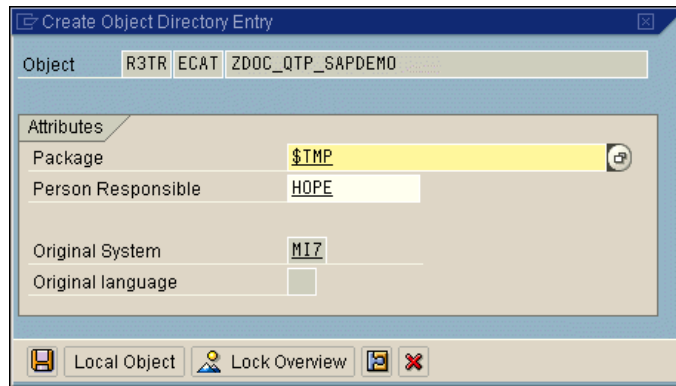 Create Object Directory Entry
Object R3TR ECAT ZDOC_QTP_SAPDEMO
Attributes
Package $TMP
Person Responsible HOPE
Original System MI7
Original language
Local Object Lock Overview